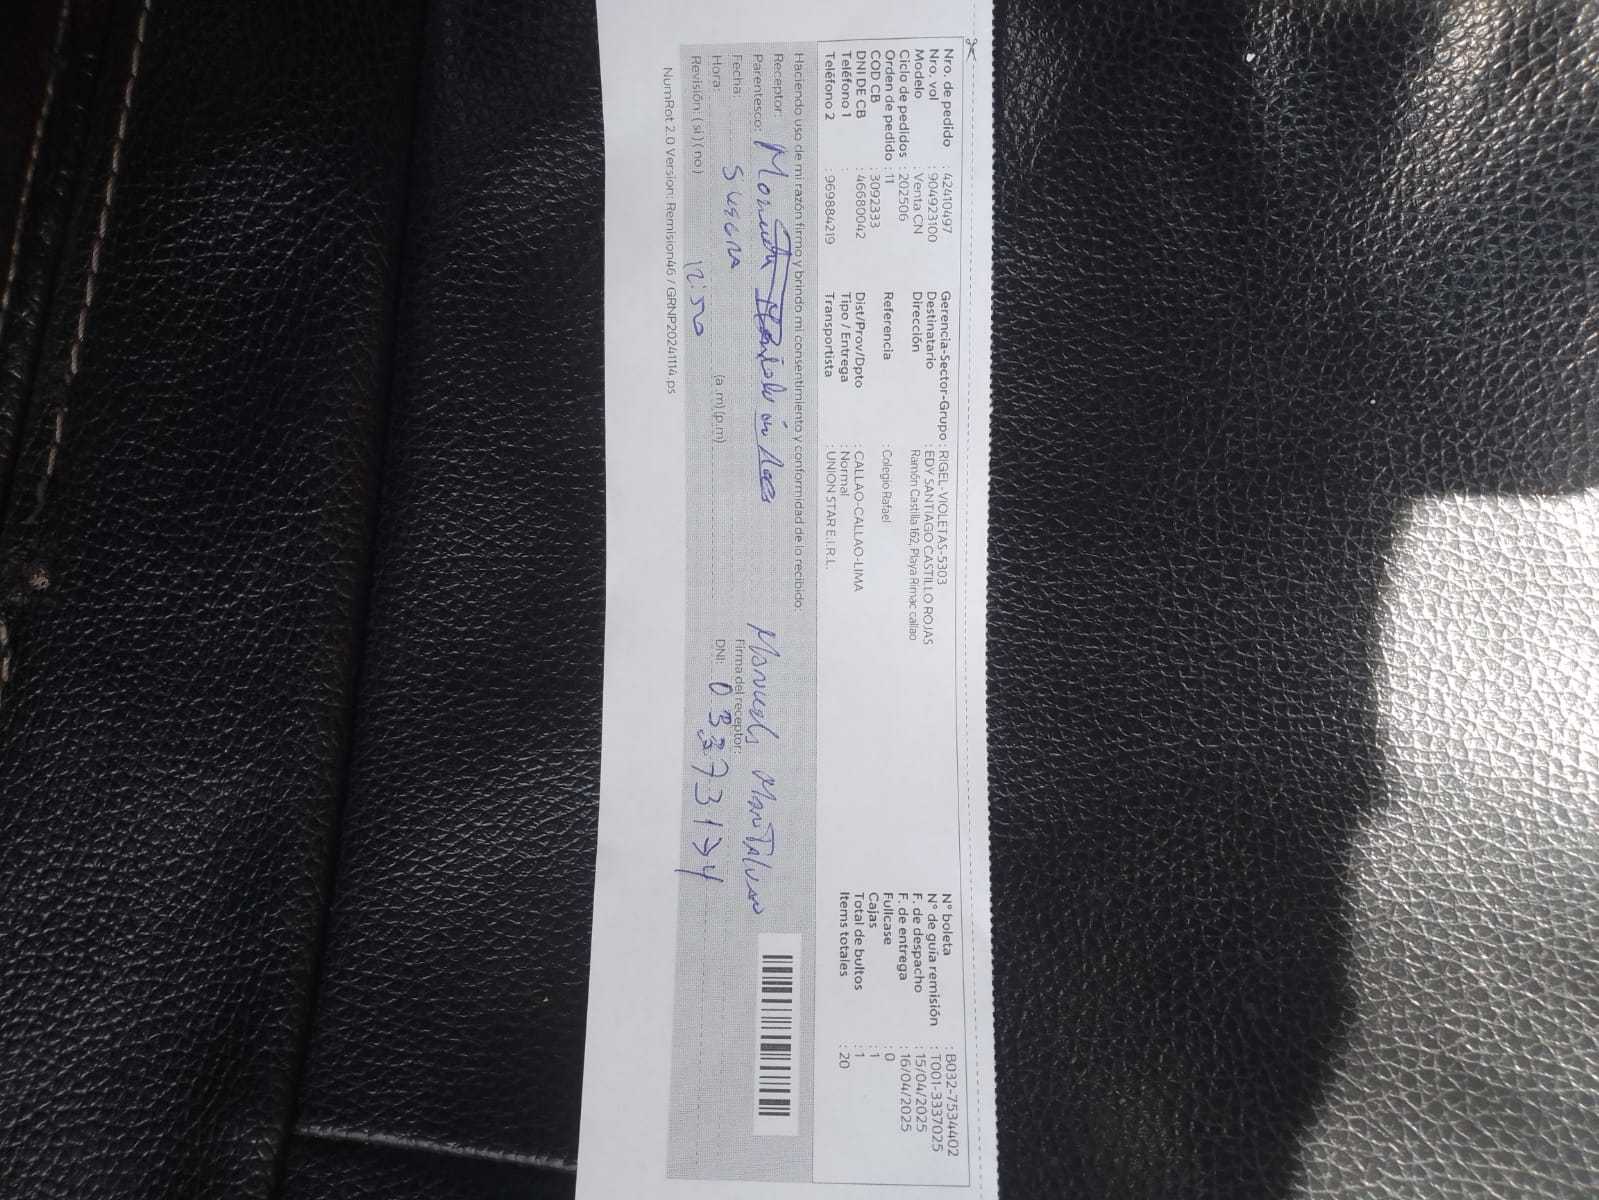 Nro. de pedido : 42410497
Nro. vol : 904923100
Modelo : Venta CN
Ciclo de pedidos : 202506
Orden de pedido : 11
COD CB : 3092333
DNI DE CB : 46680042
Teléfono 1 :
Teléfono 2 : 969884219
Gerencia-Sector-Grupo : RIGEL-VIOLETAS-5303
Destinatario : EDY SANTIAGO CASTILLO ROJAS
Dirección Ramón Castilla 162, Playa Rimac callao
Referencia : Colegio Rafael
Dist/Prov/Dpto : CALLAO-CALLAO-LIMA
Tipo / Entrega : Normal
Transportista : UNION STAR E.I.R.L.
N° boleta : B032-7534402
N° de guía remisión : T001-3337025
F. de despacho : 15/04/2025
F. de entrega : 16/04/2025
Fullcase : 0
Cajas : 1
Total de bultos : 1
Items totales : 20
Haciendo uso de mi razón firmo y brindo mi consentimiento y conformidad de lo recibido:
Receptor:
Parentesco: Suegra
Fecha:
Hora: 12:50 (a.m) (p.m)
Revisión: ( si ) ( no )
Manuela
Firma del receptor:
DNI:
NumRot 2.0 Version: Remision46 / GRNP20241114.ps